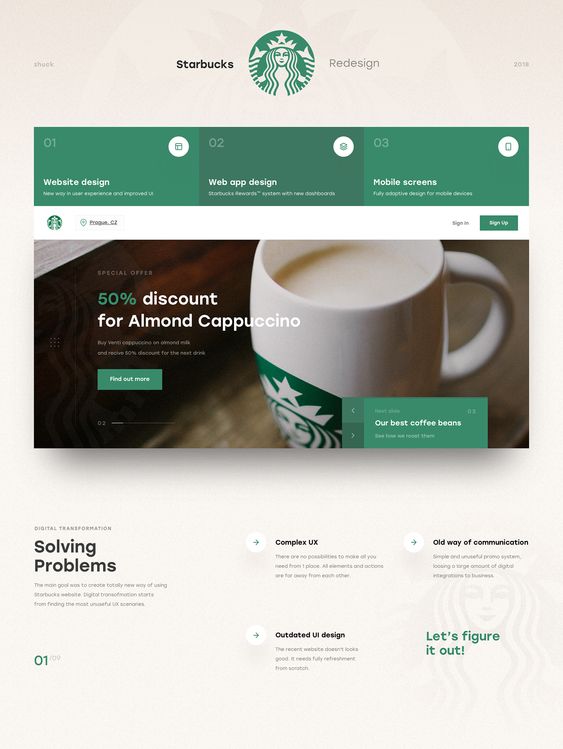 shuck
Starbucks
Redesign
2018
01
Website design
New way in user experience and improved UI
02
Web app design
Starbucks Rewards™ system with new dashboards
03
Mobile screens
Fully adaptive design for mobile devices
Prague, CZ
Sign in
Sign Up
SPECIAL OFFER
50% discount
for Almond Cappuccino
Buy Venti cappuccino on almond milk
and recive 50% discount for the next drink
Find out more
02
Next slide
03
Our best coffee beans
See how we roast them
DIGITAL TRANSFORMATION
Solving
Problems
The main goal was to create totally new way of using
Starbucks website. Digital transofmation starts
from finding the most unuseful UX scenarios.
01/09
Complex UX
There are no possibilities to make all you
need from 1 place. All elements and actions
are far away from each other.
Old way of communication
Simple and unuseful promo system,
loosing a large amount of digital
integrations to business.
Outdated UI design
The recent website doesn't looks
good. It needs fully refreshment
from scratch.
Let's figure
it out!